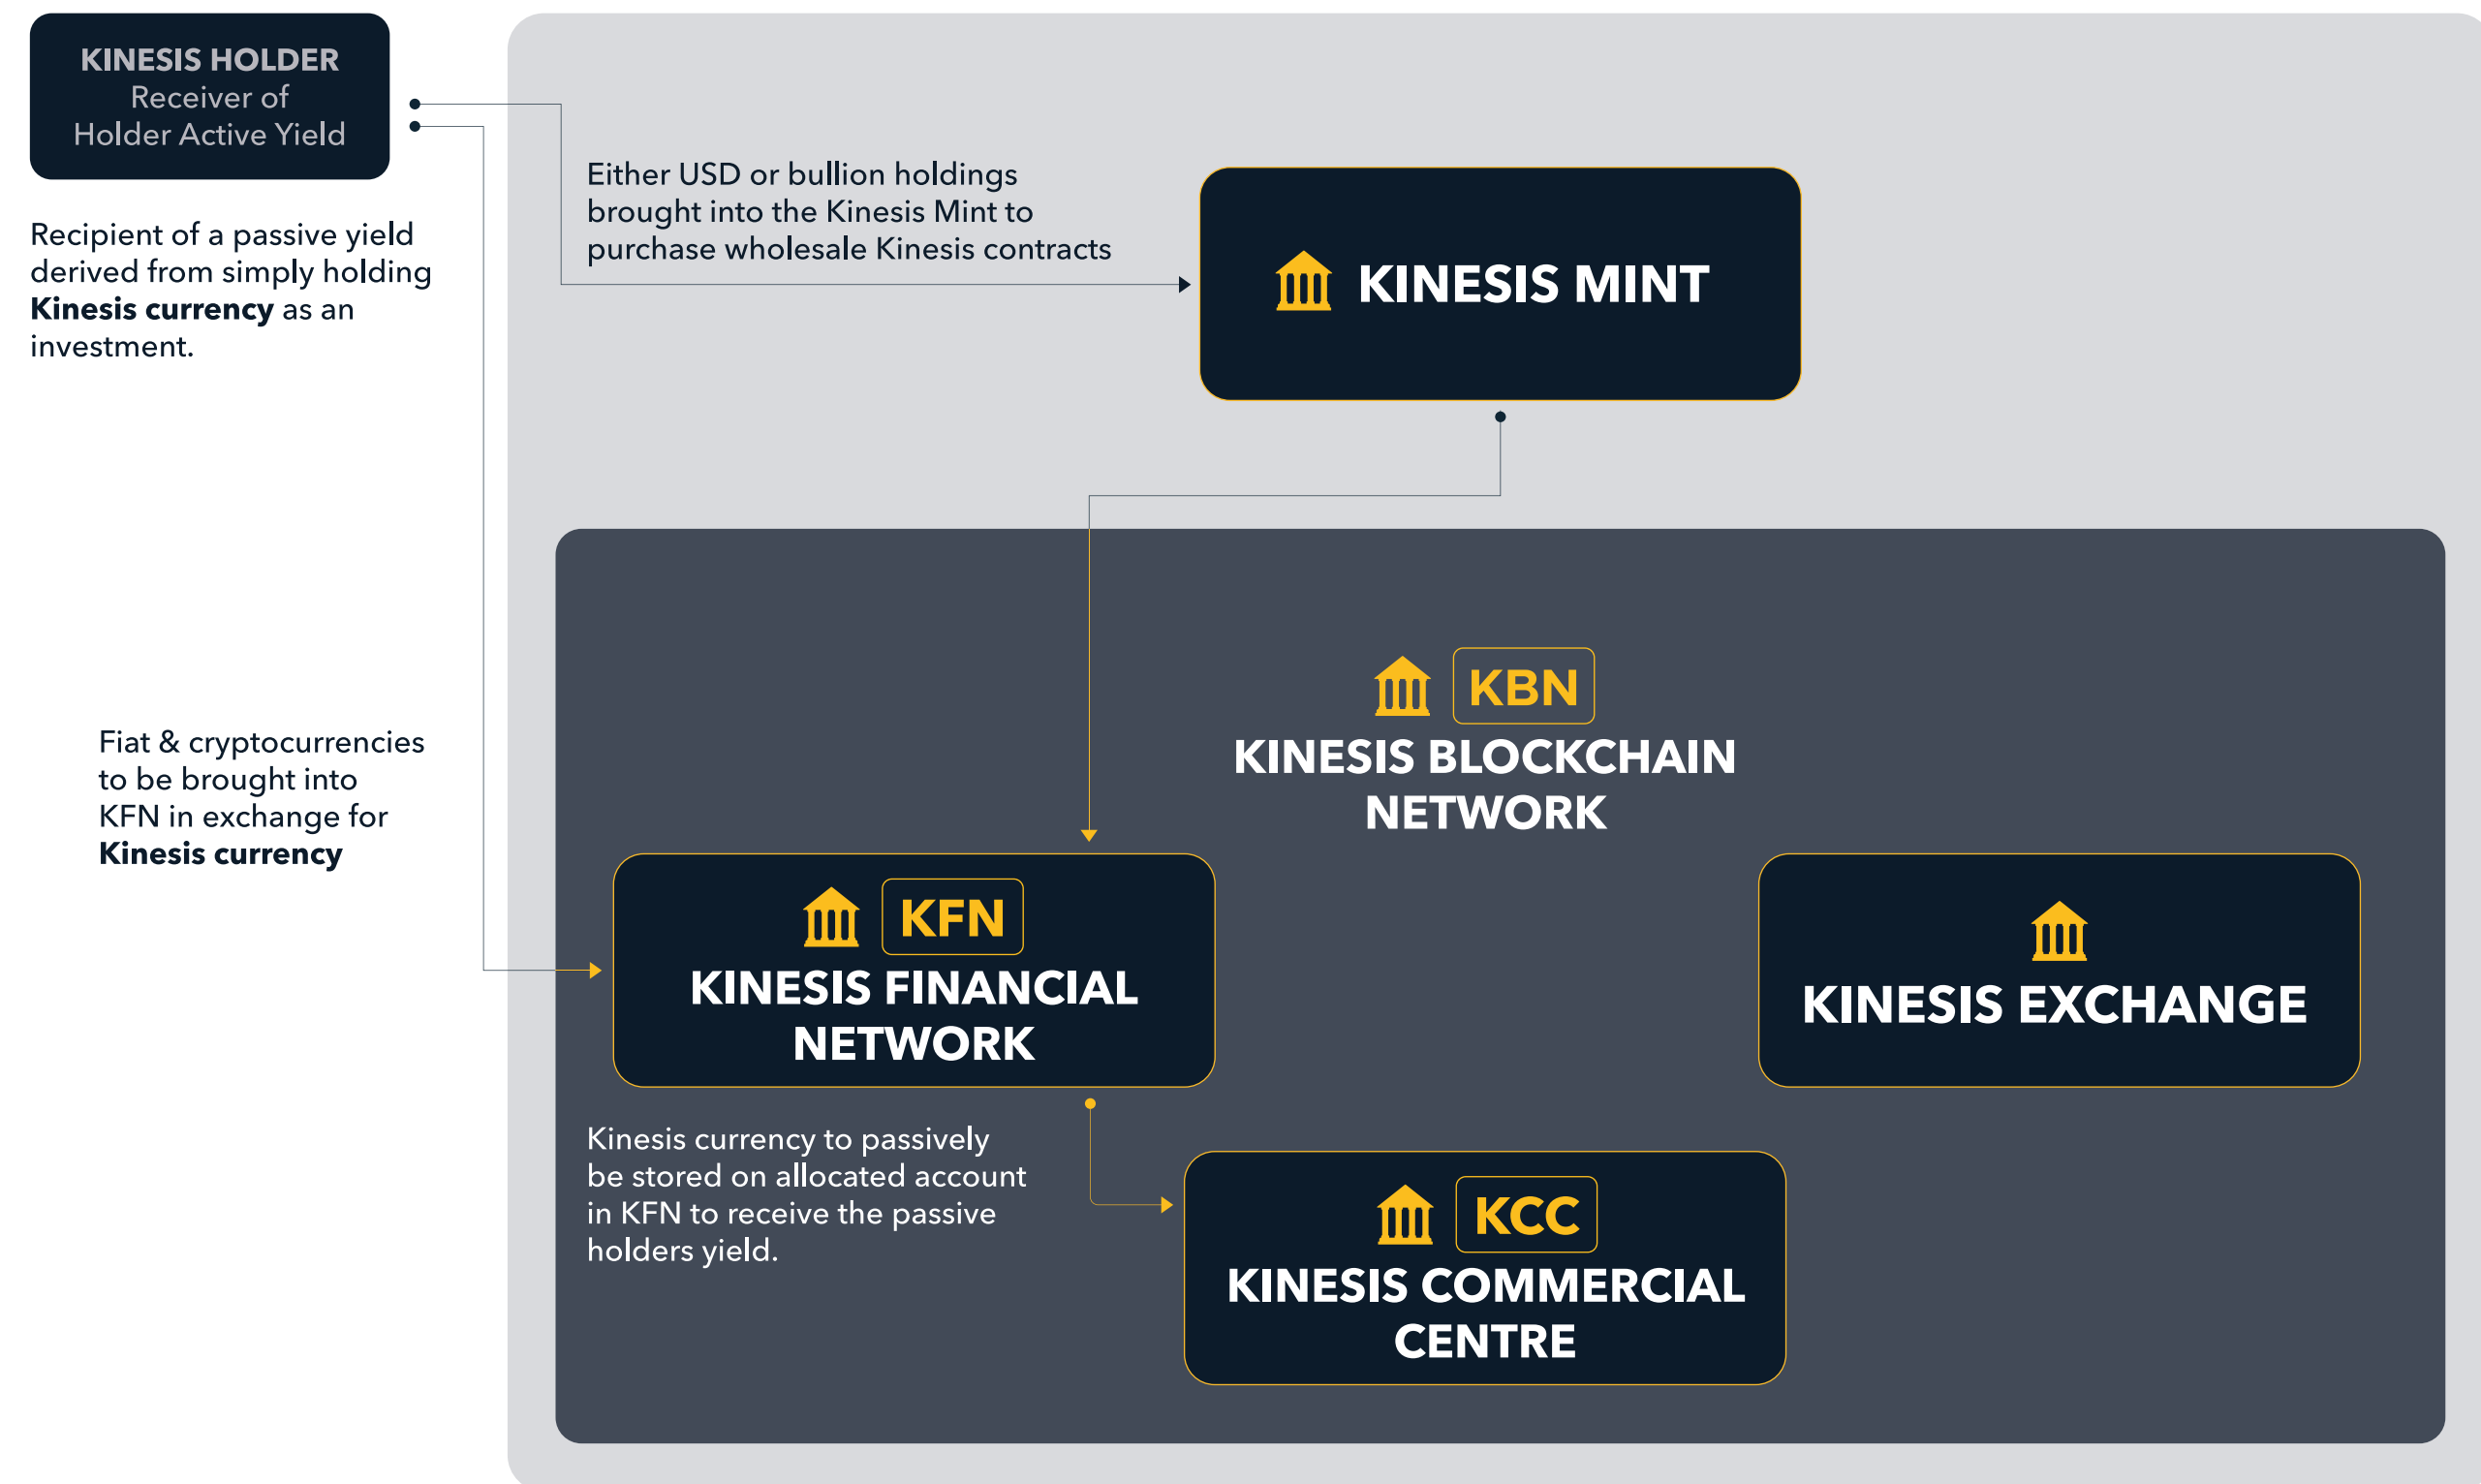 KINESIS HOLDER
Receiver of
Holder Active Yield
Recipient of a passive yield
derived from simply holding
Kinesis currency as an
investment.
Either USD or bullion holdings
brought into the Kinesis Mint to
purchase wholesale Kinesis contracts
KINESIS MINT
Fiat & cryptocurrencies
to be brought into
KFN in exchange for
Kinesis currency
KBN
KINESIS BLOCKCHAIN
NETWORK
KFN
KINESIS FINANCIAL
NETWORK
KINESIS EXCHANGE
Kinesis currency to passively
be stored on allocated account
in KFN to receive the passive
holders yield.
KCC
KINESIS COMMERCIAL
CENTRE